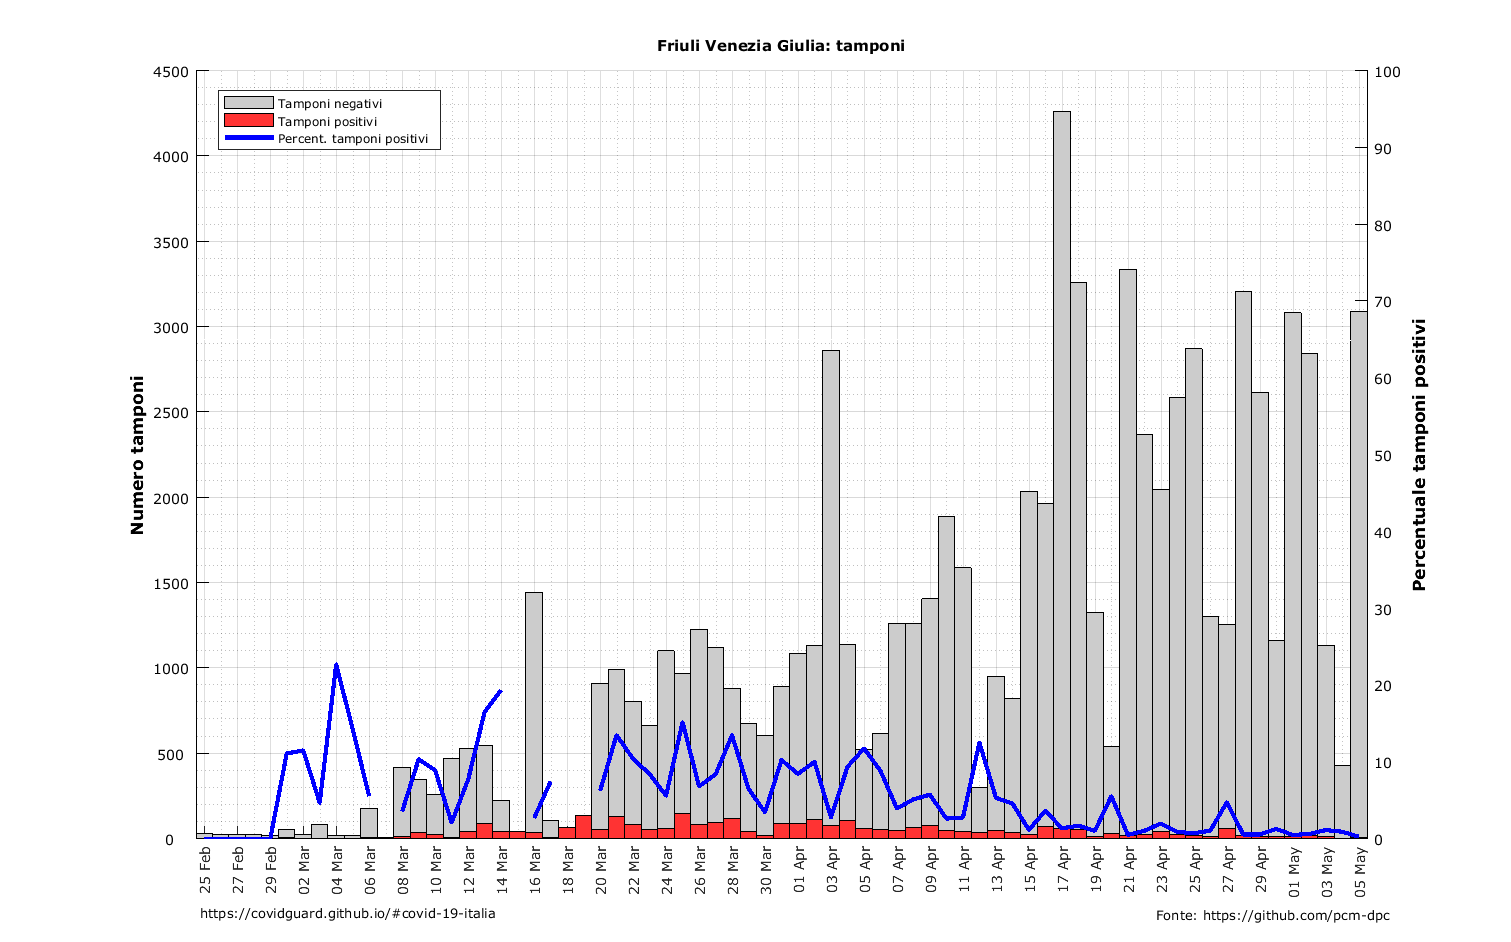 Friuli Venezia Giulia: tamponi
Tamponi negativi
Tamponi positivi
Percent. tamponi positivi
Numero tamponi
4500
4000
3500
3000
2500
2000
1500
1000
500
0
Percentuale tamponi positivi
100
90
80
70
60
50
40
30
20
10
0
25 Feb
27 Feb
29 Feb
02 Mar
04 Mar
06 Mar
08 Mar
10 Mar
12 Mar
14 Mar
16 Mar
18 Mar
20 Mar
22 Mar
24 Mar
26 Mar
28 Mar
30 Mar
01 Apr
03 Apr
05 Apr
07 Apr
09 Apr
11 Apr
13 Apr
15 Apr
17 Apr
19 Apr
21 Apr
23 Apr
25 Apr
27 Apr
29 Apr
01 May
03 May
05 May
https://covidguard.github.io/#covid-19-italia
Fonte: https://github.com/pcm-dpc